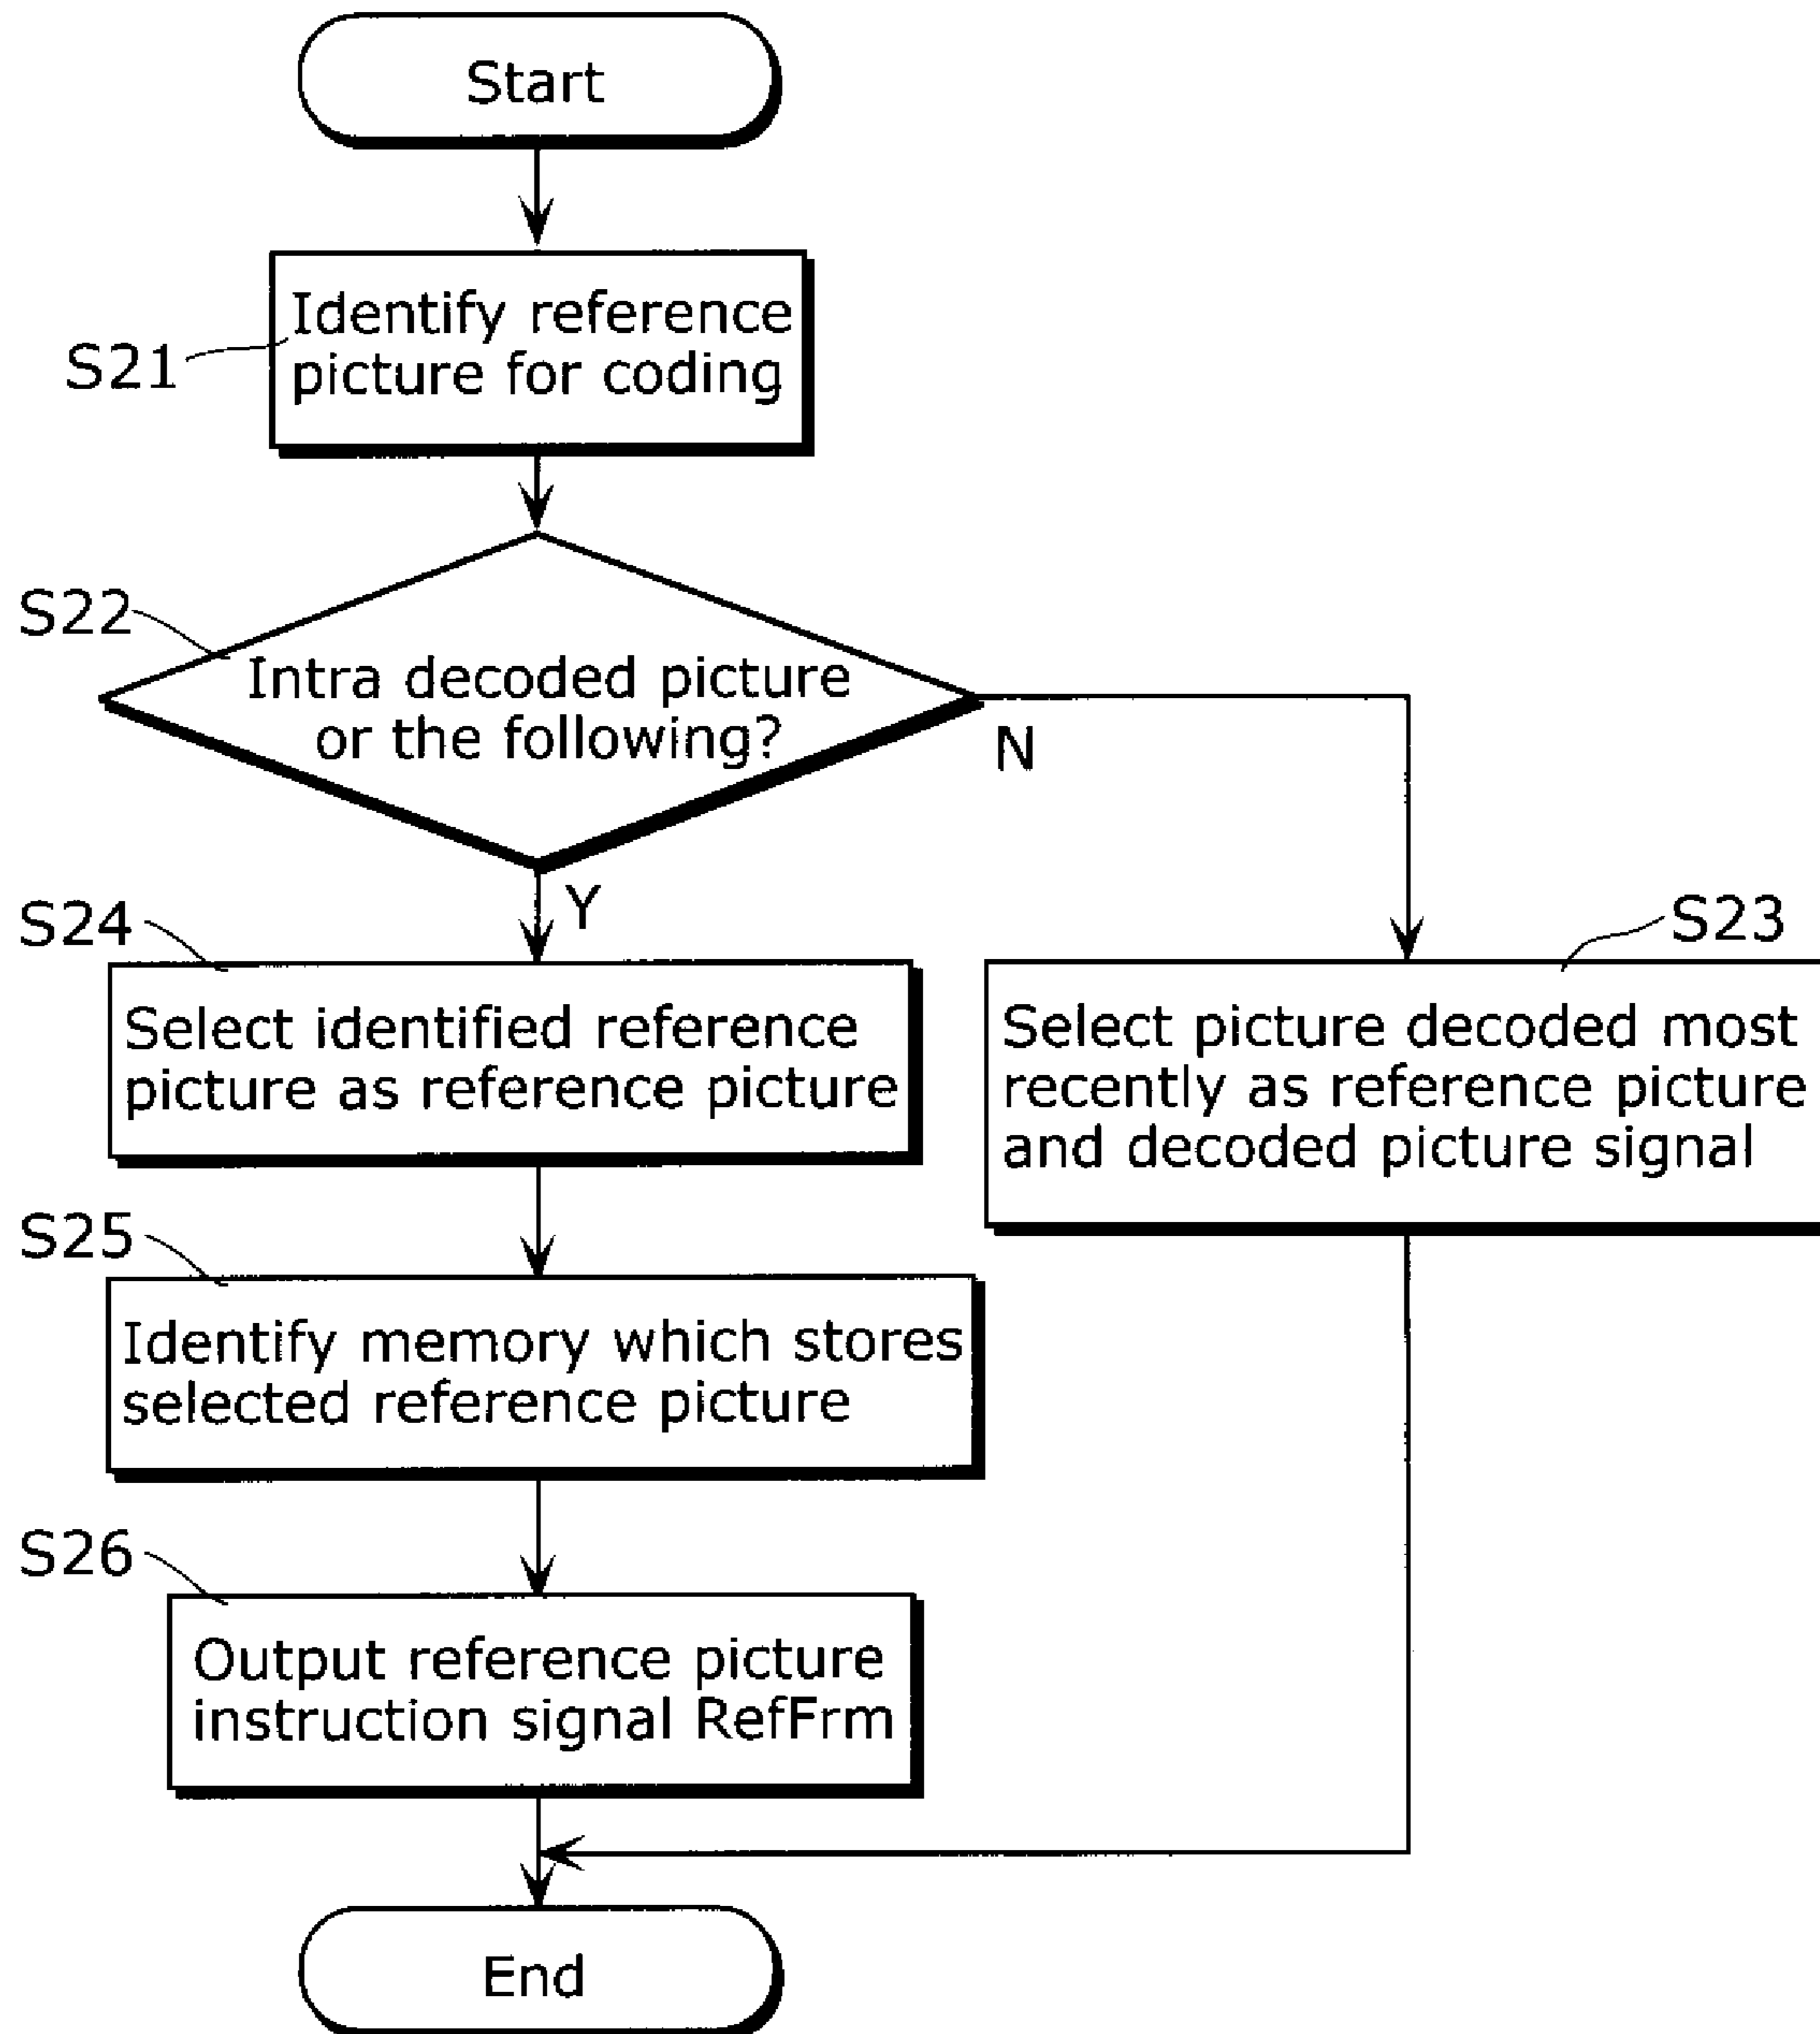 Start
S21
Identify reference
picture for coding
S22
Intra decoded picture
or the following?
N
Y
S24
Select identified reference
picture as reference picture
S23
Select picture decoded most
recently as reference picture
and decoded picture signal
S25
Identify memory which stores
selected reference picture
S26
Output reference picture
instruction signal RefFrm
End